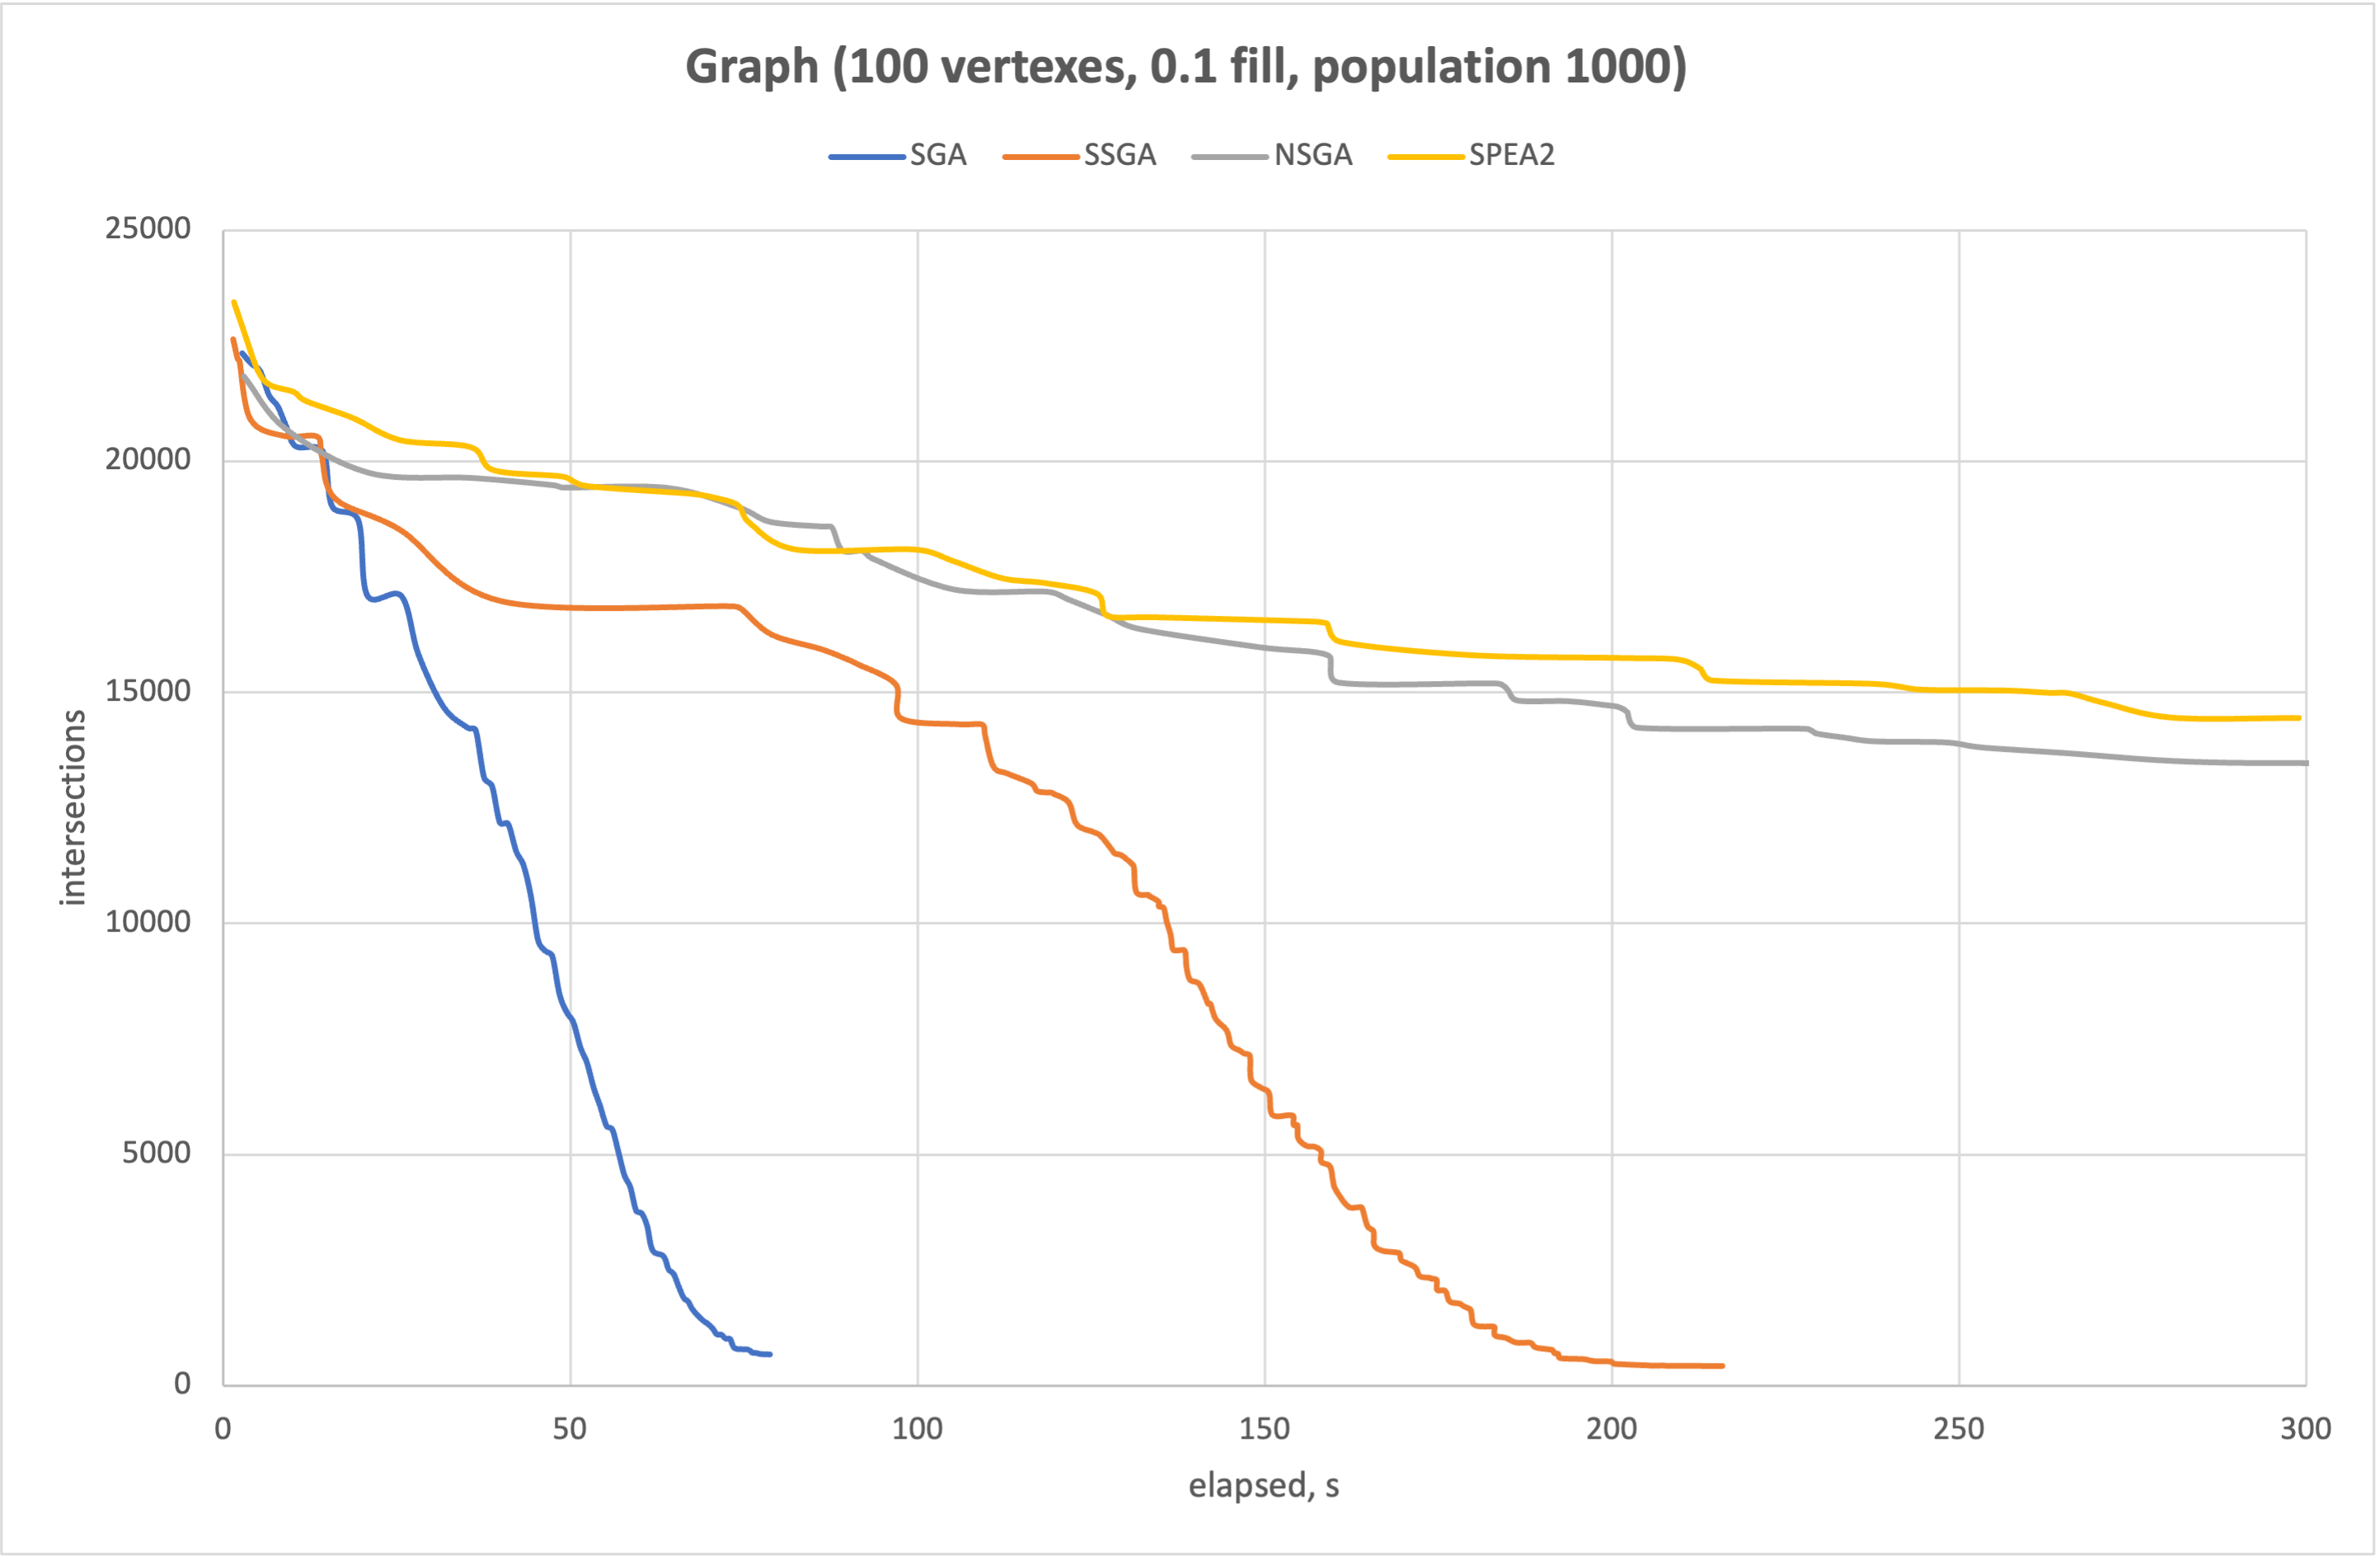 Graph (100 vertexes, 0.1 fill, population 1000)
SGA SSGA NSGA SPEA2
25000
20000
15000
10000
5000
0
intersections
0 50 100 150 200 250 300
elapsed, s